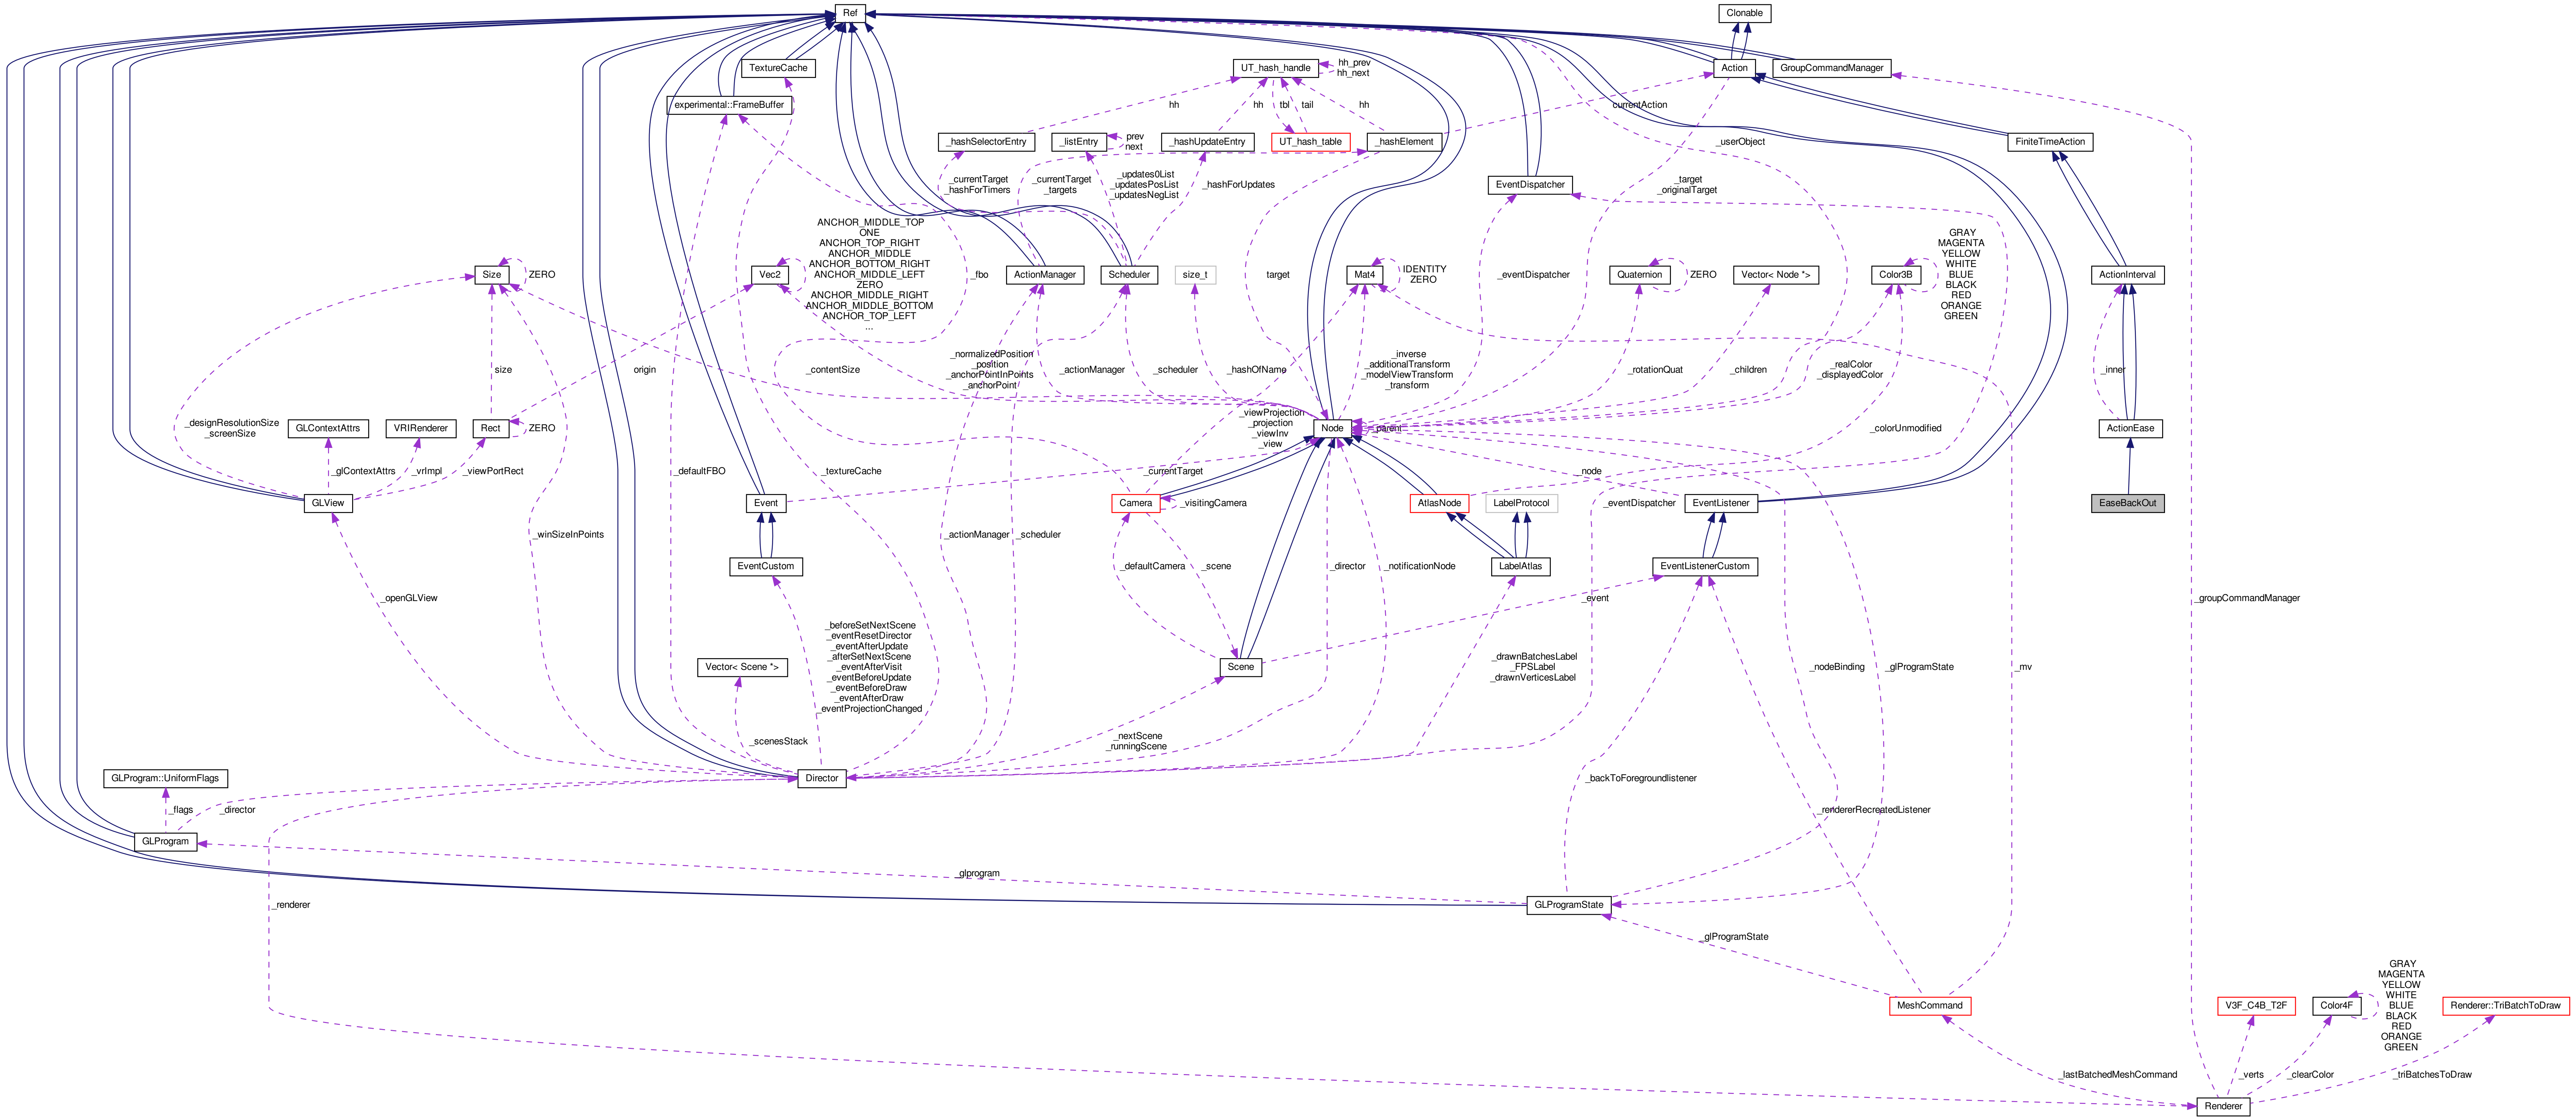 Ref
Clonable
TextureCache
UT_hash_handle
hh_prev
hh_next
Action
GroupCommandManager
experimental::FrameBuffer
hh
hh
tbl
tail
hh
currentAction
_hashSelectorEntry
_listEntry
prev
next
_hashUpdateEntry
UT_hash_table
_hashElement
_userObject
FiniteTimeAction
_currentTarget
_hashForTimers
_currentTarget
_targets
_updates0List
_updatesPosList
_updatesNegList
_hashForUpdates
EventDispatcher
_target
_originalTarget
ANCHOR_MIDDLE_TOP
ONE
ANCHOR_TOP_RIGHT
ANCHOR_MIDDLE
ANCHOR_BOTTOM_RIGHT
ANCHOR_MIDDLE_LEFT
ZERO
ANCHOR_MIDDLE_RIGHT
ANCHOR_MIDDLE_BOTTOM
ANCHOR_TOP_LEFT
...
GRAY
MAGENTA
YELLOW
WHITE
BLUE
BLACK
RED
ORANGE
GREEN
Size
ZERO
Vec2
_fbo
ActionManager
Scheduler
size_t
target
Mat4
IDENTITY
ZERO
_eventDispatcher
Quaternion
ZERO
Vector< Node *>
Color3B
ActionInterval
size
origin
_contentSize
_normalizedPosition
_position
_anchorPointInPoints
_anchorPoint
_actionManager
_scheduler
_hashOfName
_inverse
_additionalTransform
_modelViewTransform
_transform
_rotationQuat
_children
_realColor
_displayedColor
_inner
_designResolutionSize
_screenSize
GLContextAttrs
VRIRenderer
Rect
ZERO
_viewProjection
_projection
_viewInv
_view
Node
_parent
_colorUnmodified
ActionEase
_glContextAttrs
_vrImpl
_viewPortRect
_defaultFBO
_textureCache
_currentTarget
_node
GLView
Event
Camera
_visitingCamera
AtlasNode
LabelProtocol
_eventDispatcher
EventListener
EaseBackOut
_winSizeInPoints
_actionManager
_scheduler
EventCustom
_defaultCamera
_scene
_director
_notificationNode
LabelAtlas
EventListenerCustom
_openGLView
_event
_groupCommandManager
_beforeSetNextScene
_eventResetDirector
_eventAfterUpdate
_afterSetNextScene
_eventAfterVisit
_eventBeforeUpdate
_eventBeforeDraw
_eventAfterDraw
_eventProjectionChanged
Vector< Scene *>
Scene
_drawnBatchesLabel
_FPSLabel
_drawnVerticesLabel
_nodeBinding
_glProgramState
_mv
_scenesStack
_nextScene
_runningScene
GLProgram::UniformFlags
Director
_backToForegroundlistener
_flags
_director
_rendererRecreatedListener
GLProgram
_glprogram
_renderer
GLProgramState
_glProgramState
GRAY
MAGENTA
YELLOW
WHITE
BLUE
BLACK
RED
ORANGE
GREEN
MeshCommand
V3F_C4B_T2F
Color4F
Renderer::TriBatchToDraw
_lastBatchedMeshCommand
_verts
_clearColor
_triBatchesToDraw
Renderer